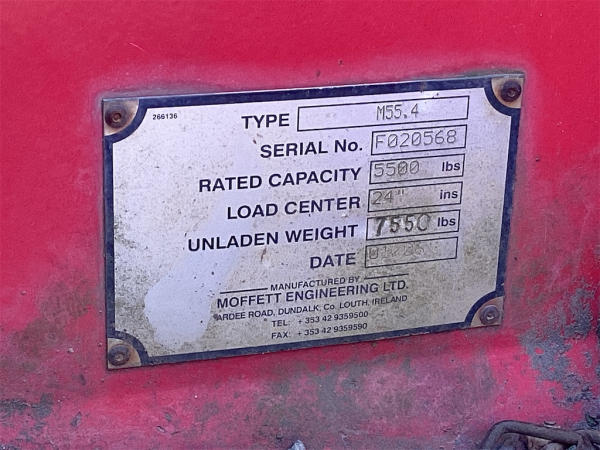 266136
TYPE M55.4
SERIAL No. F020568
RATED CAPACITY 5500 lbs
LOAD CENTER 24" ins
UNLADEN WEIGHT 7550 lbs
DATE
MANUFACTURED BY
MOFFETT ENGINEERING LTD.
ARDEE ROAD, DUNDALK, Co. LOUTH, IRELAND
TEL: + 353 42 9359500
FAX: + 353 42 9359590